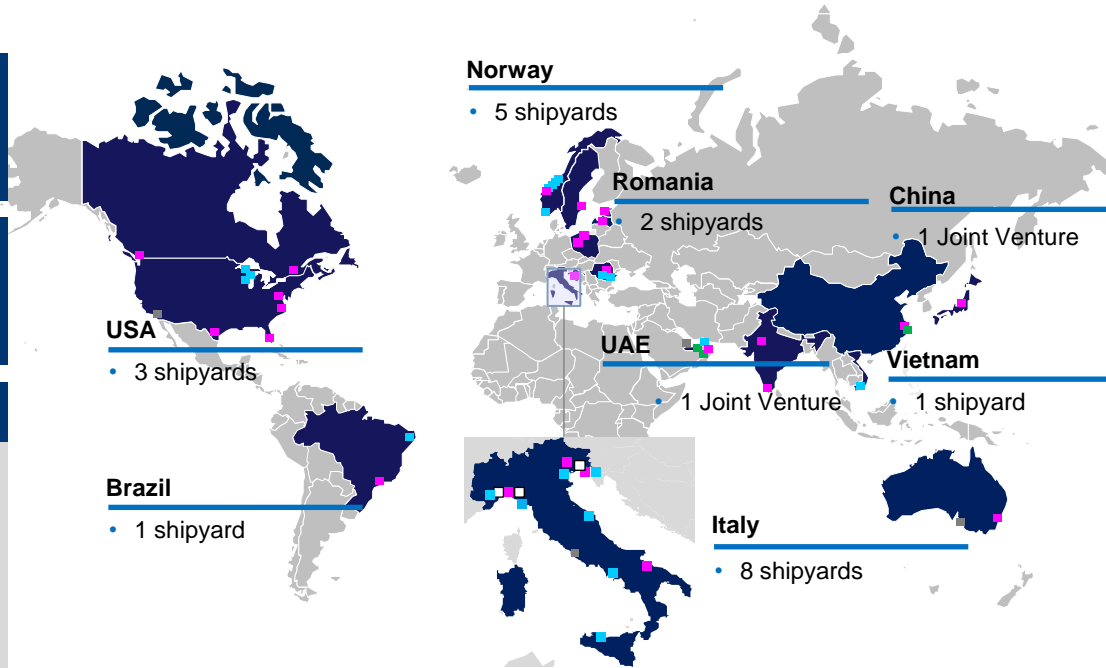 Norway
• 5 shipyards
Romania
• 2 shipyards
China
• 1 Joint Venture
USA
• 3 shipyards
UAE
• 1 Joint Venture
Vietnam
• 1 shipyard
Brazil
• 1 shipyard
Italy
• 8 shipyards